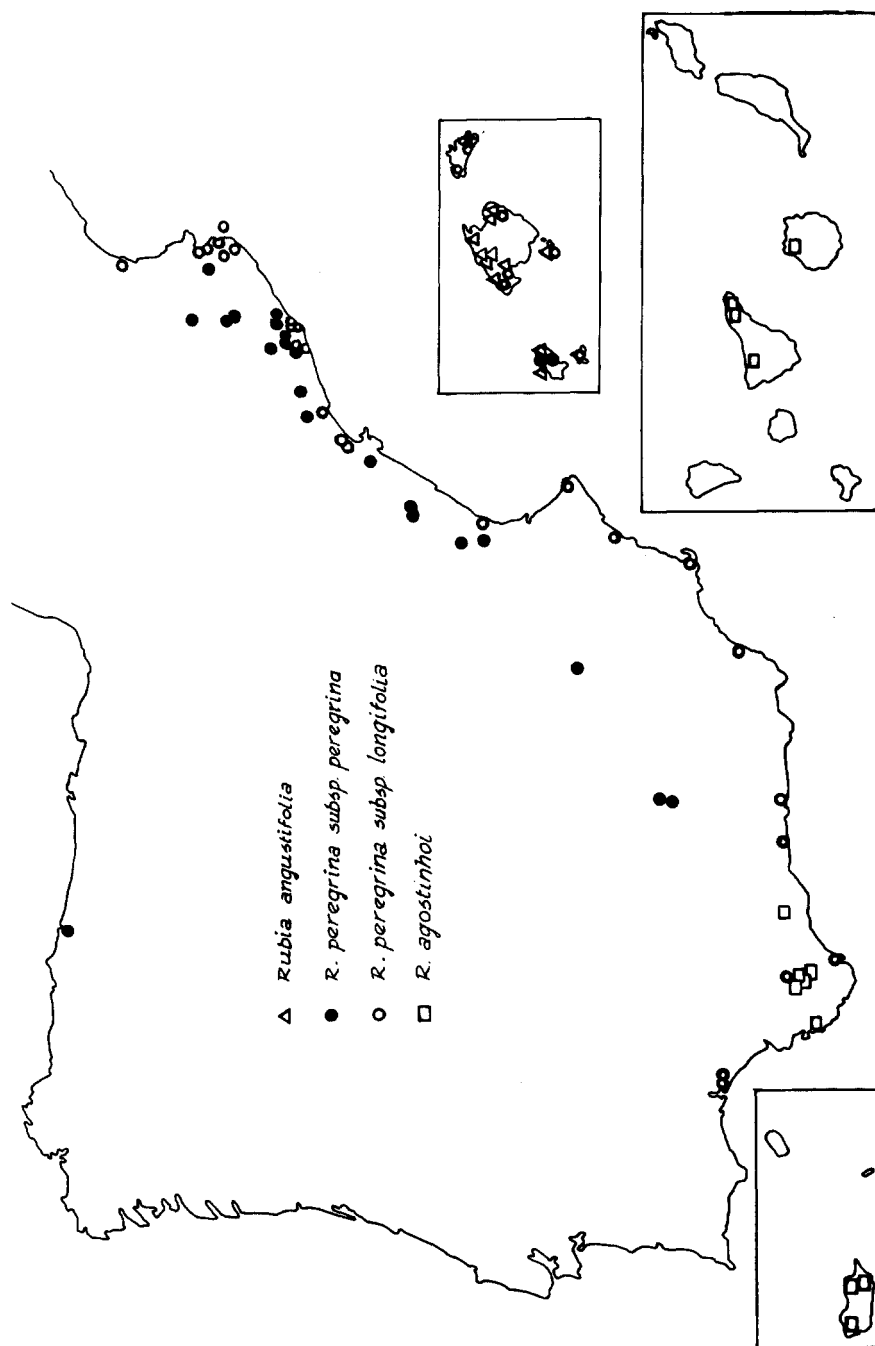 Rubia angustifolia
R. peregrina subsp. peregrina
R. peregrina subsp. longifolia
R. agostinhoi